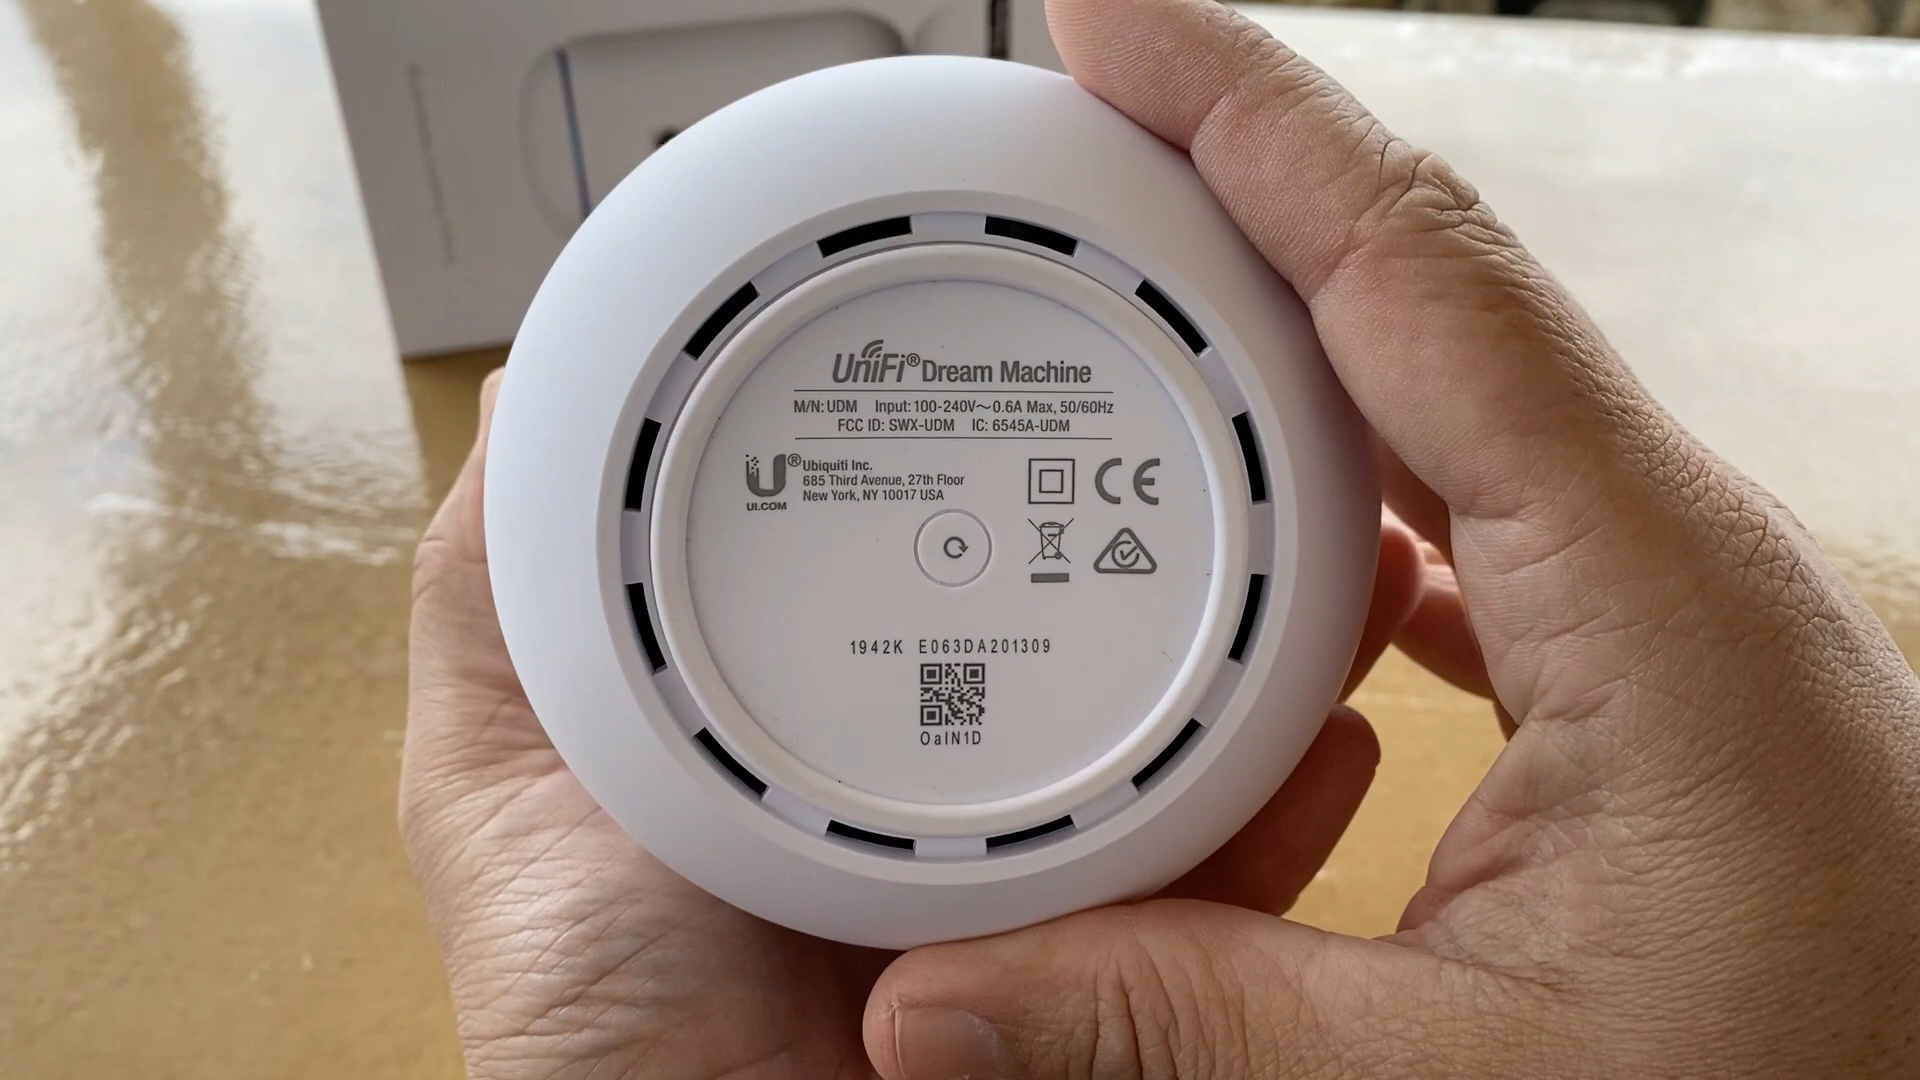 UniFi® Dream Machine
M/N: UDM Input: 100-240V~0.6A Max, 50/60Hz
FCC ID: SWX-UDM IC: 6545A-UDM
U®
UI.COM
Ubiquiti Inc.
685 Third Avenue, 27th Floor
New York, NY 10017 USA
CE
1942K E063DA201309
OaIN1D